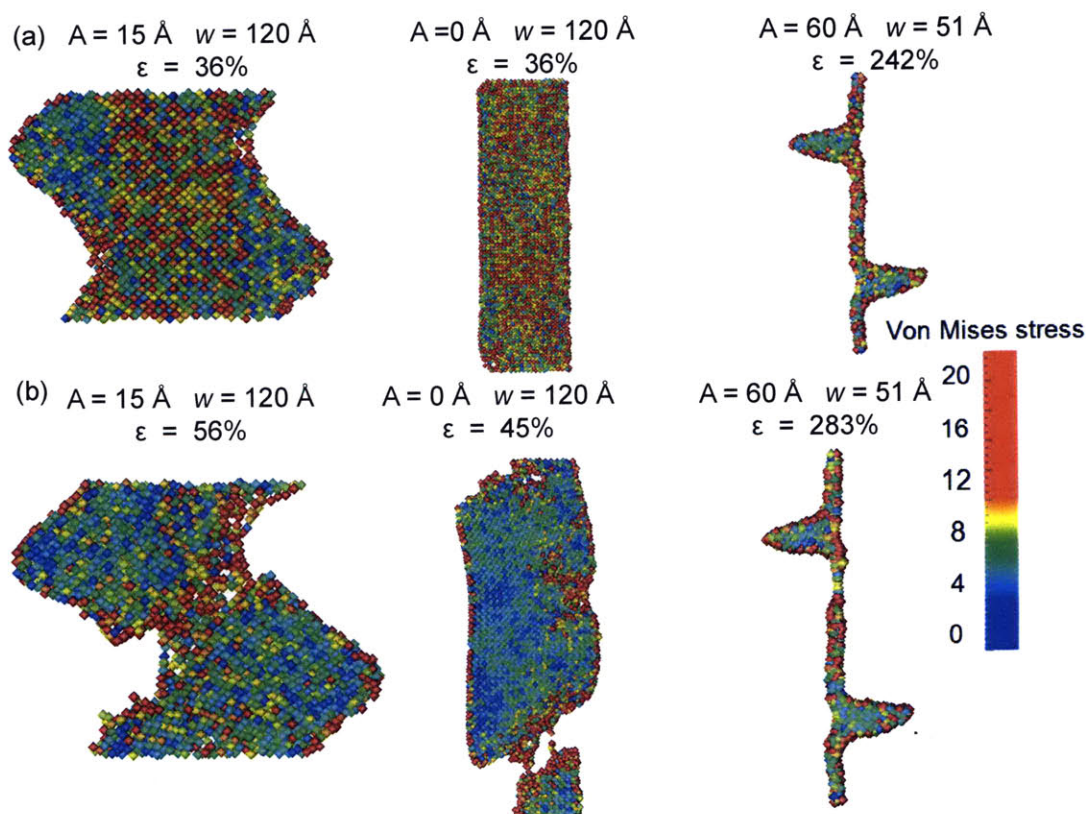 (a) A = 15 Å w = 120 Å A =0 Å w = 120 Å A = 60 Å w = 51 Å
ε = 36% ε = 36% ε = 242%
Von Mises stress
(b) A = 15 Å w = 120 Å A = 0 Å w = 120 Å A = 60 Å w = 51 Å
ε = 56% ε = 45% ε = 283%
20
16
12
8
4
0